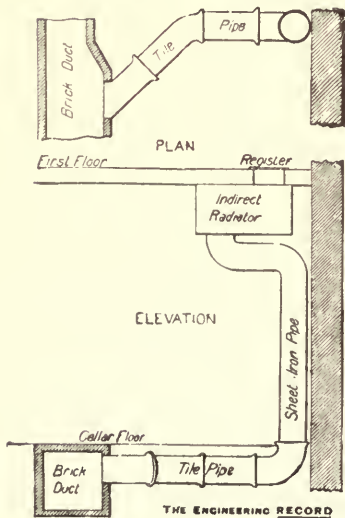 Brick Duct
Tile
Pipe
PLAN
First Floor
Register
Indirect
Radiator
ELEVATION
Sheet-Iron Pipe
Cellar Floor
Brick
Duct
Tile Pipe
THE ENGINEERING RECORD